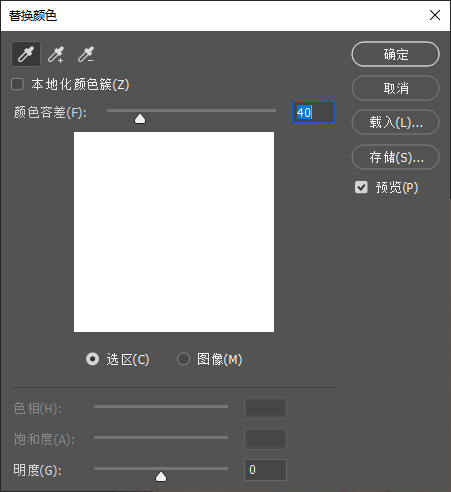 替换颜色
确定
本地化颜色簇(Z)
取消
颜色容差(F):
40
载入(L)...
存储(S)...
预览(P)
选区(C)
图像(M)
色相(H):
饱和度(A):
明度(G):
0